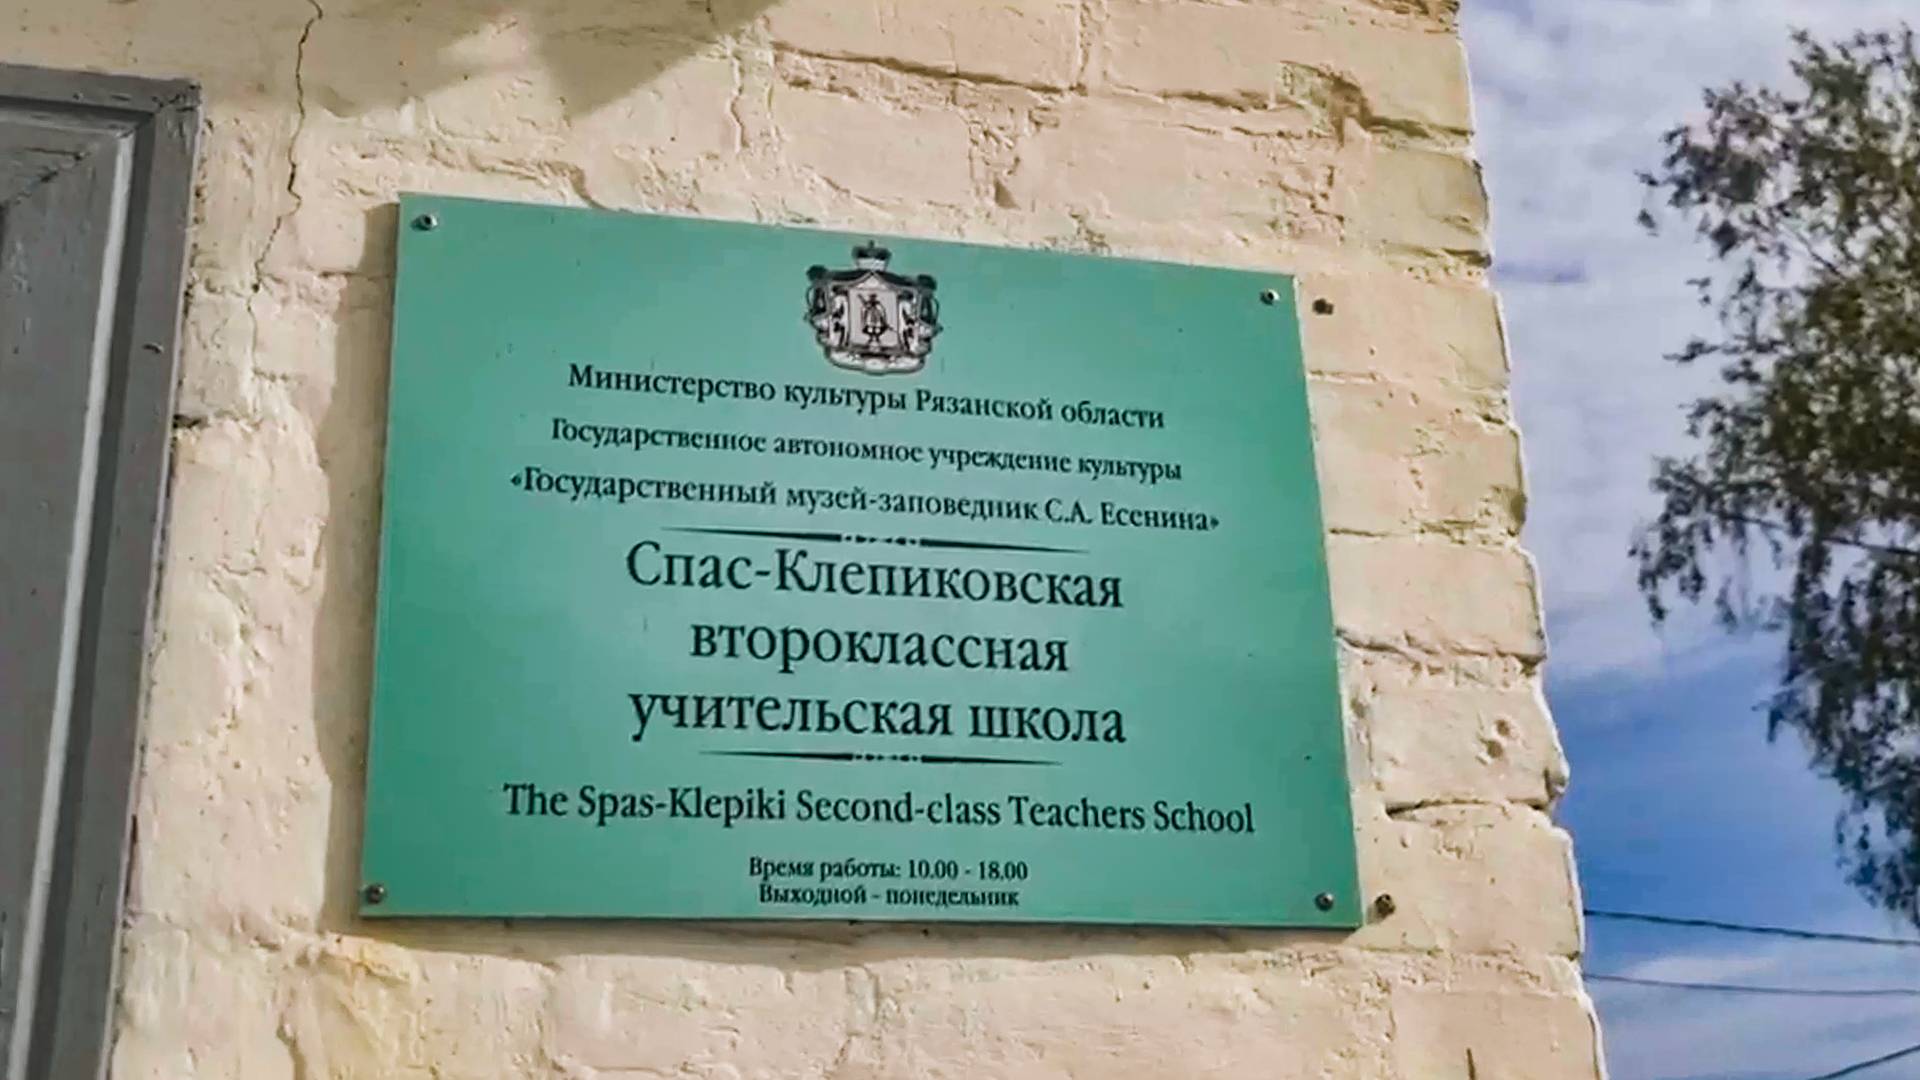 Министерство культуры Рязанской области
Государственное автономное учреждение культуры
«Государственный музей-заповедник С.А. Есенина»
Спас-Клепиковская
второклассная
учительская школа
The Spas-Klepiki Second-class Teachers School
Время работы: 10.00 - 18.00
Выходной - понедельник